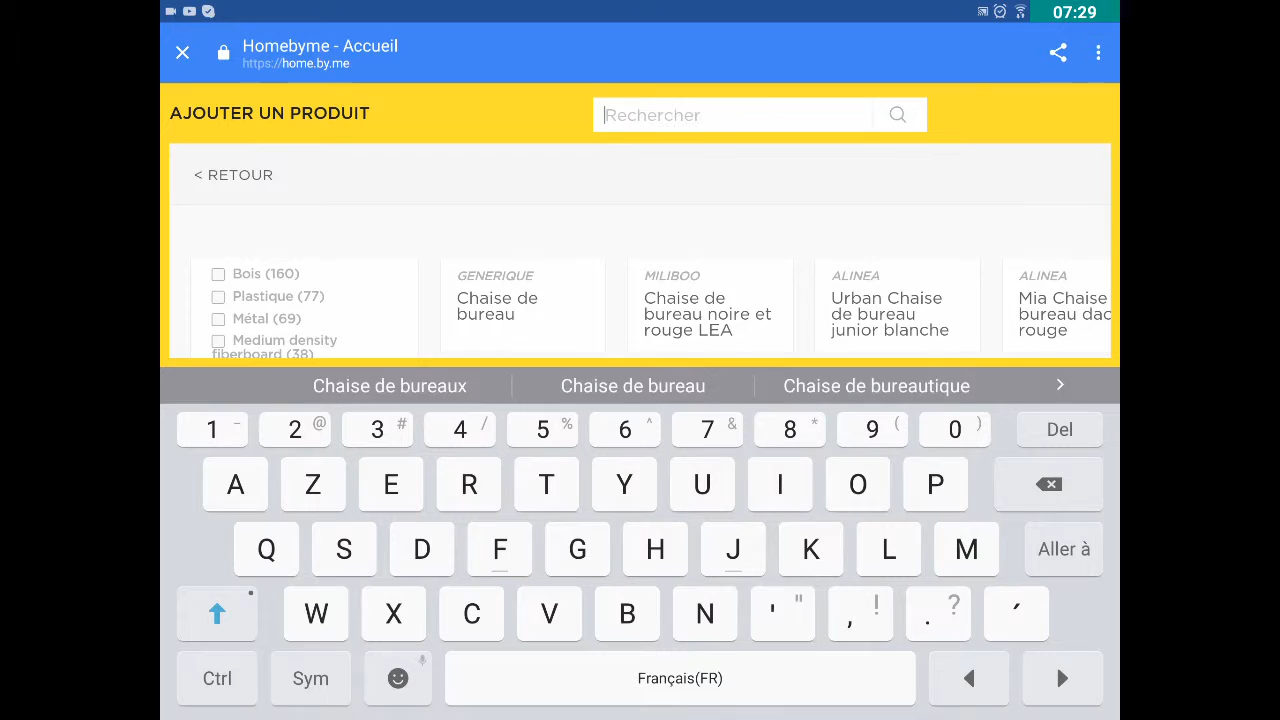 07:29
Homebyme - Accueil
https://home.by.me
AJOUTER UN PRODUIT
Rechercher
< RETOUR
Bois (160)
Plastique (77)
Métal (69)
Medium density
fiberboard (38)
GENERIQUE
Chaise de
bureau
MILIBOO
Chaise de
bureau noire et
rouge LEA
ALINEA
Urban Chaise
de bureau
junior blanche
ALINEA
Mia Chaise
bureau dac
rouge
Chaise de bureaux
Chaise de bureau
Chaise de bureautique
>
1 - 2 @ 3 # 4 / 5 % 6 ^ 7 & 8 * 9 ( 0 ) Del
A Z E R T Y U I O P
Q S D F G H J K L M Aller à
W X C V B N ' " , ! . ? ´
Ctrl Sym Français(FR)